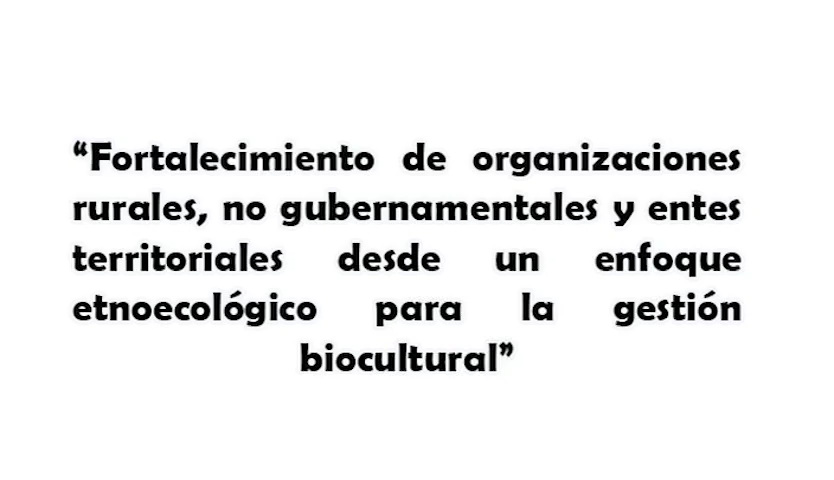 “Fortalecimiento de organizaciones
rurales, no gubernamentales y entes
territoriales desde un enfoque
etnoecológico para la gestión
biocultural”